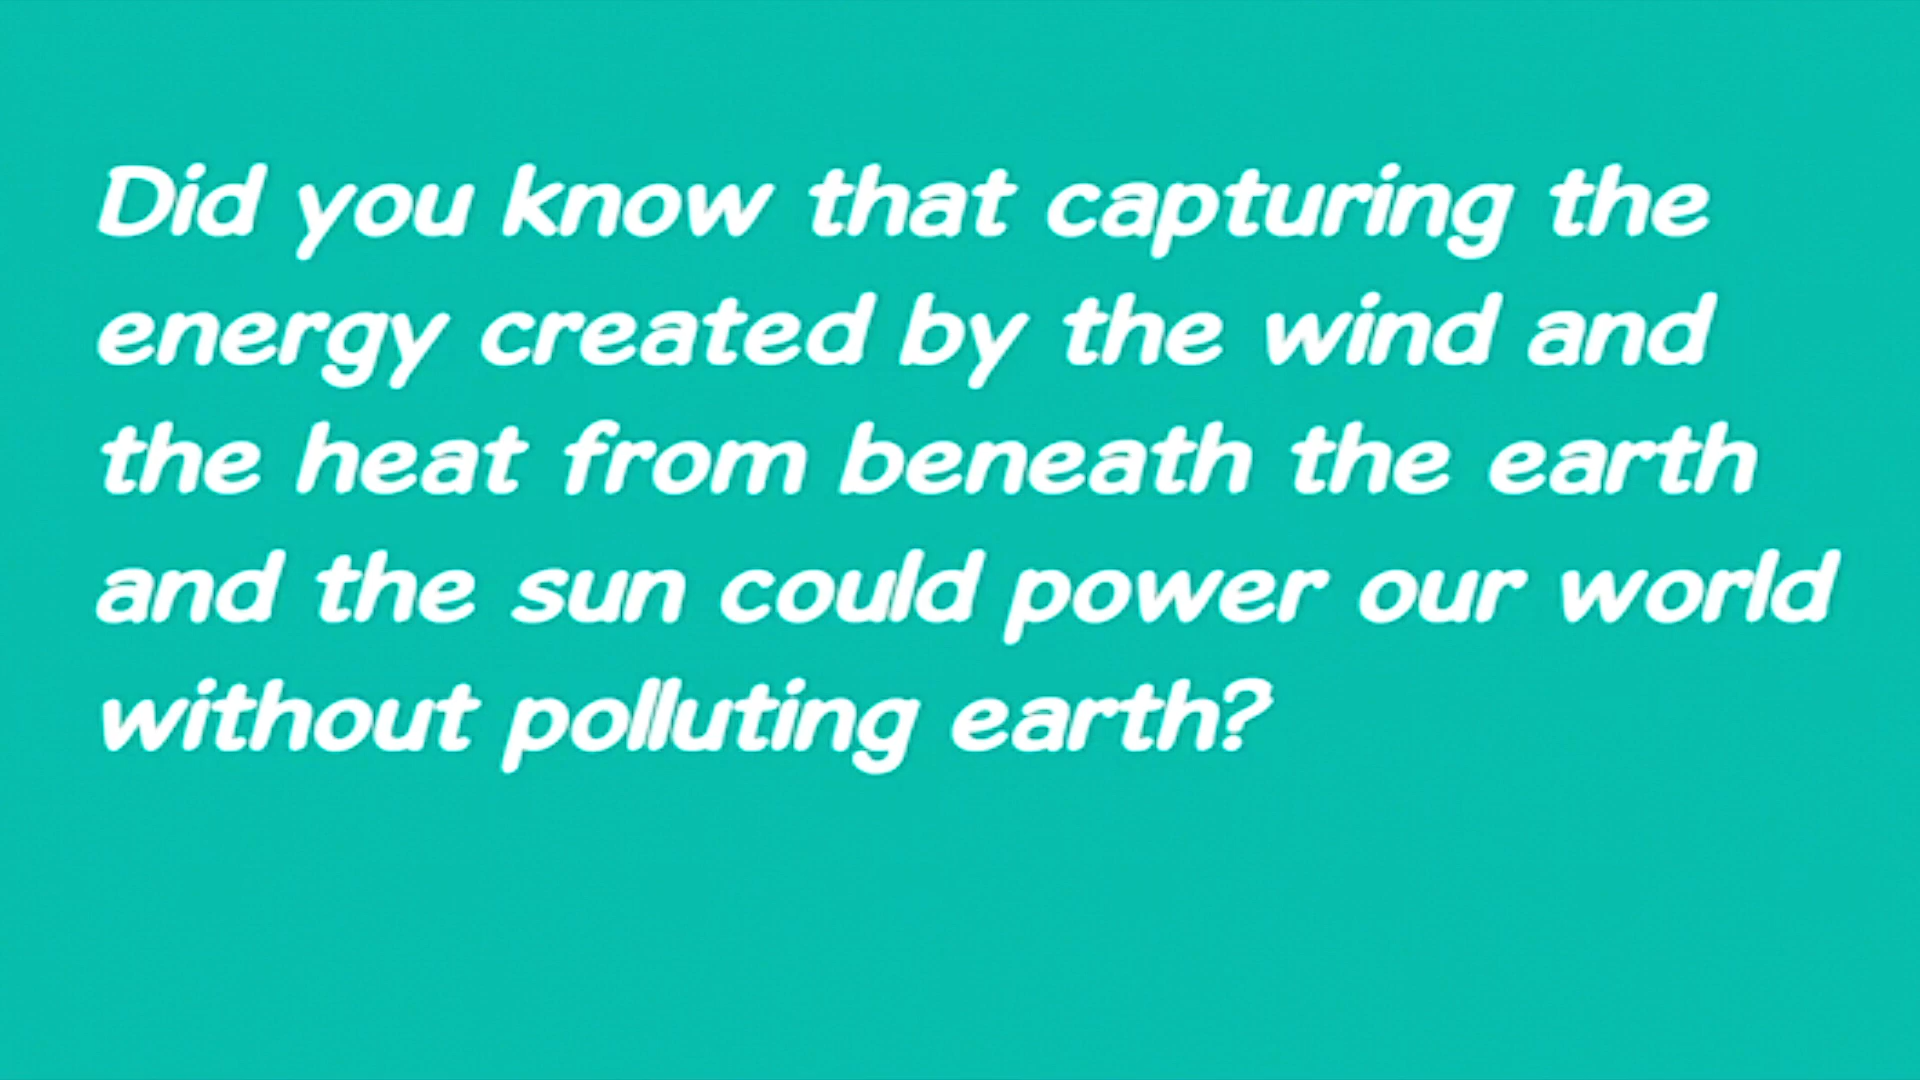 Did you know that capturing the
energy created by the wind and
the heat from beneath the earth
and the sun could power our world
without polluting earth?